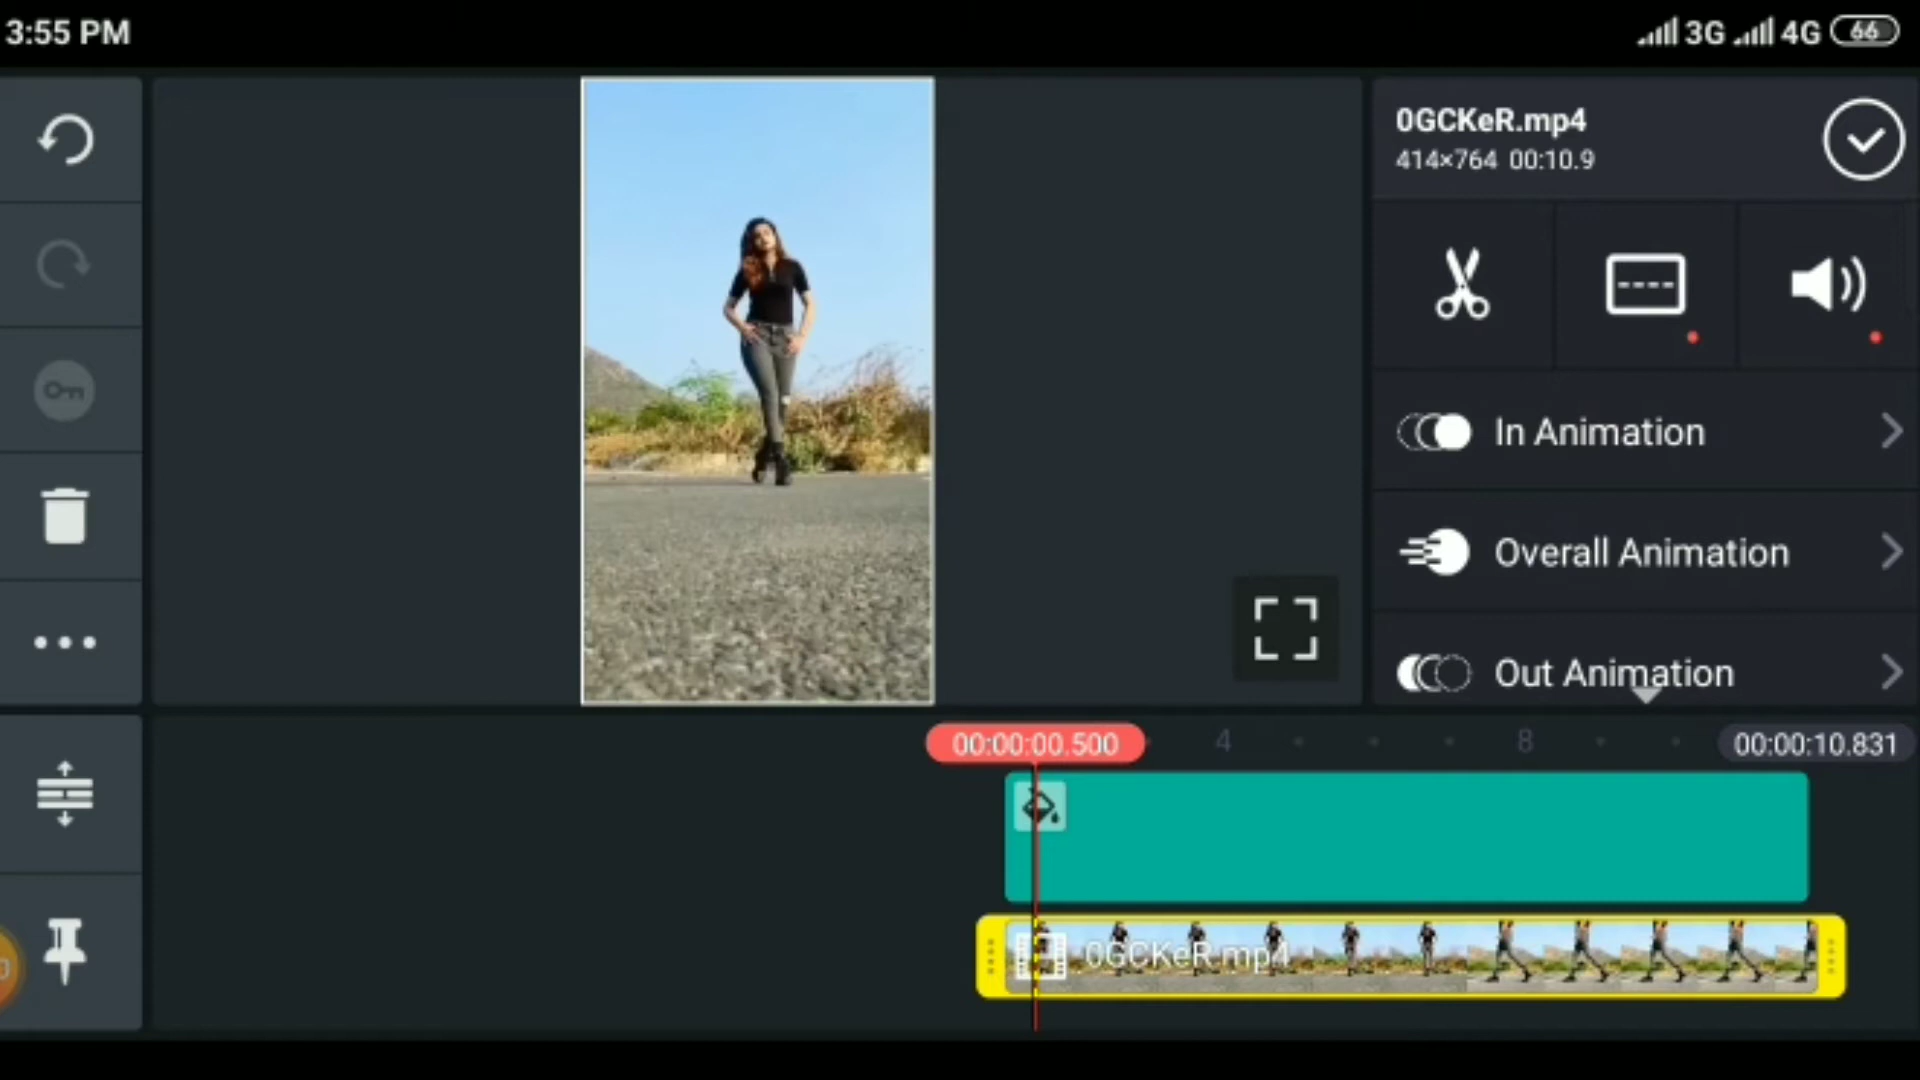 3:55 PM
3G 4G 66
0GCKeR.mp4
414×764 00:10.9
In Animation
Overall Animation
Out Animation
00:00:00.500
4
8
00:00:10.831
0GCKeR.mp4